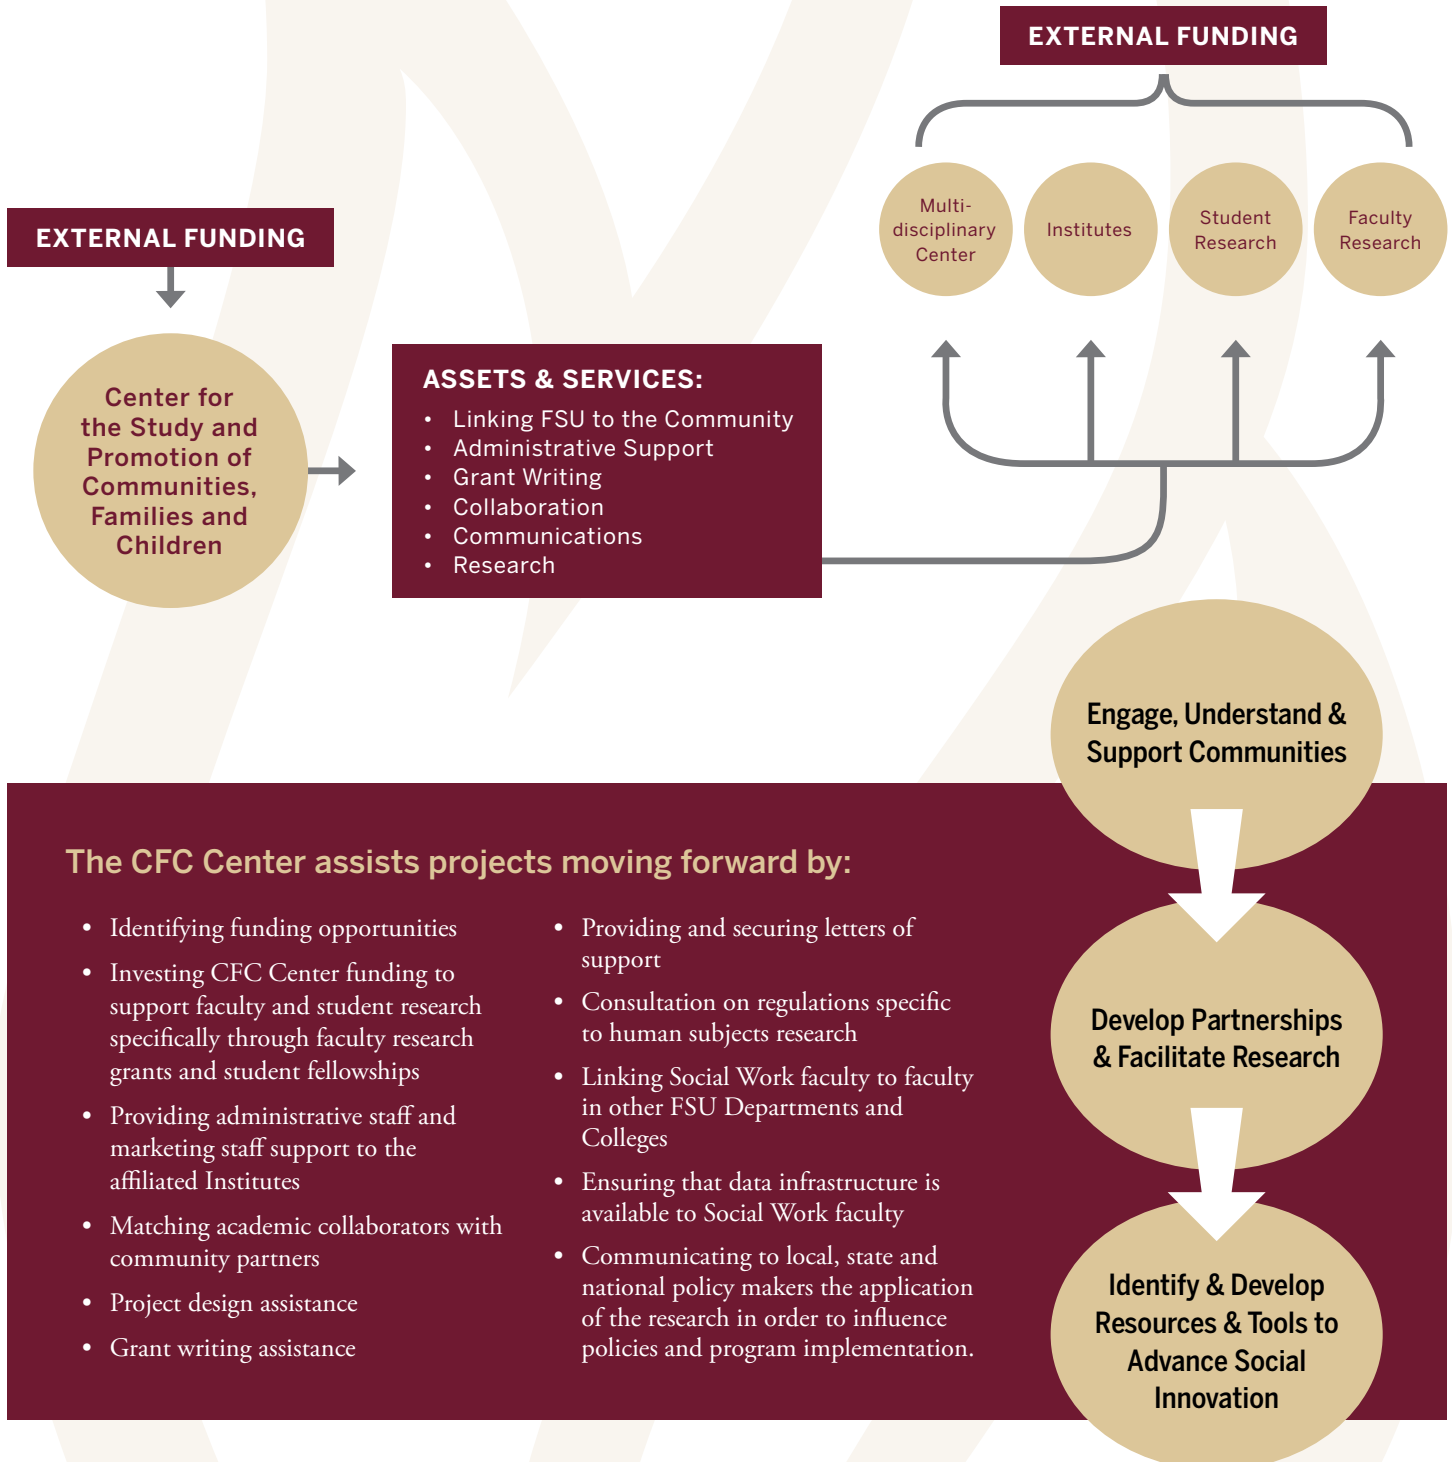 EXTERNAL FUNDING
Multi-
disciplinary
Center
Institutes
Student
Research
Faculty
Research
EXTERNAL FUNDING
Center for
the Study and
Promotion of
Communities,
Families and
Children
ASSETS & SERVICES:
• Linking FSU to the Community
• Administrative Support
• Grant Writing
• Collaboration
• Communications
• Research
Engage, Understand &
Support Communities
The CFC Center assists projects moving forward by:
• Identifying funding opportunities
• Investing CFC Center funding to
support faculty and student research
specifically through faculty research
grants and student fellowships
• Providing administrative staff and
marketing staff support to the
affiliated Institutes
• Matching academic collaborators with
community partners
• Project design assistance
• Grant writing assistance
• Providing and securing letters of
support
• Consultation on regulations specific
to human subjects research
• Linking Social Work faculty to faculty
in other FSU Departments and
Colleges
• Ensuring that data infrastructure is
available to Social Work faculty
• Communicating to local, state and
national policy makers the application
of the research in order to influence
policies and program implementation.
Develop Partnerships
& Facilitate Research
Identify & Develop
Resources & Tools to
Advance Social
Innovation